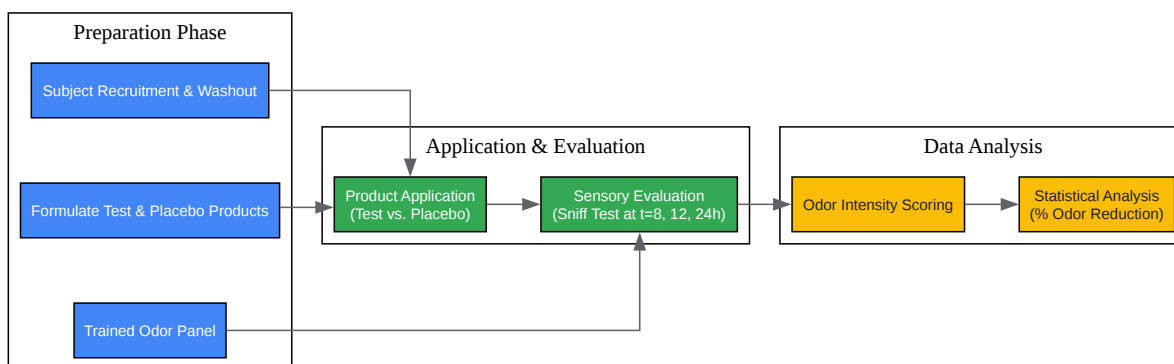 Preparation Phase
Subject Recruitment & Washout
Formulate Test & Placebo Products
Trained Odor Panel
Application & Evaluation
Product Application
(Test vs. Placebo)
Sensory Evaluation
(Sniff Test at t=8, 12, 24h)
Data Analysis
Odor Intensity Scoring
Statistical Analysis
(% Odor Reduction)